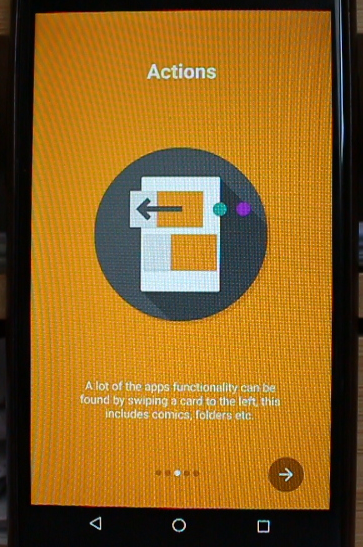 Actions
A lot of the apps functionality can be
found by swiping a card to the left, this
includes comics, folders etc.